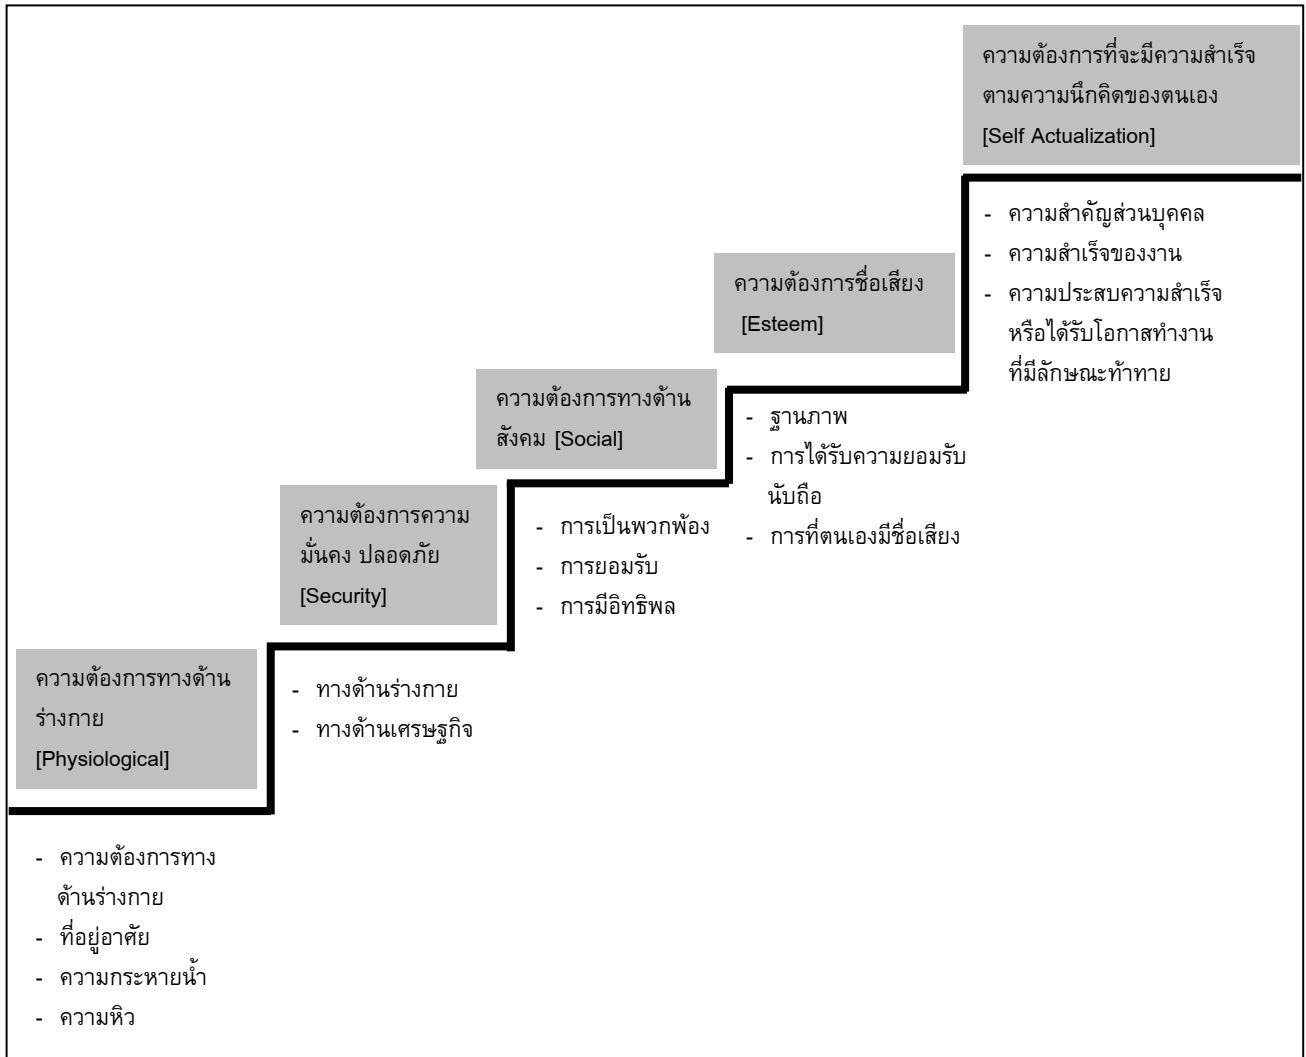 ความต้องการที่จะมีความสำเร็จ
ตามความนึกคิดของตนเอง
[Self Actualization]
- ความสำคัญส่วนบุคคล
- ความสำเร็จของงาน
- ความประสบความสำเร็จ
หรือได้รับโอกาสทำงาน
ที่มีลักษณะท้าทาย
ความต้องการชื่อเสียง
[Esteem]
- ฐานภาพ
- การได้รับความยอมรับ
นับถือ
- การที่ตนเองมีชื่อเสียง
ความต้องการทางด้าน
สังคม [Social]
- การเป็นพวกพ้อง
- การยอมรับ
- การมีอิทธิพล
ความต้องการความ
มั่นคง ปลอดภัย
[Security]
- ทางด้านร่างกาย
- ทางด้านเศรษฐกิจ
ความต้องการทางด้าน
ร่างกาย
[Physiological]
- ความต้องการทาง
ด้านร่างกาย
- ที่อยู่อาศัย
- ความกระหายน้ำ
- ความหิว